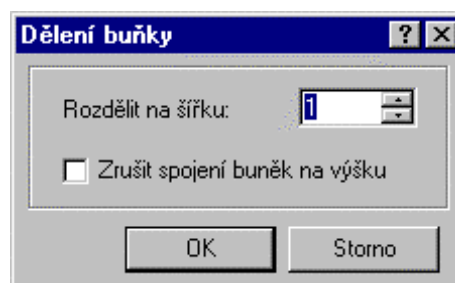 Dělení buňky
Rozdělit na šířku: 1
Zrušit spojení buněk na výšku
OK Storno